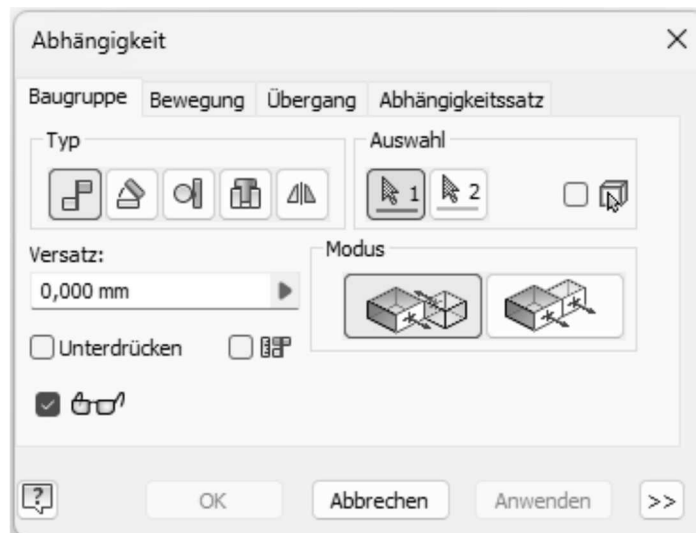 Abhängigkeit
Baugruppe Bewegung Übergang Abhängigkeitssatz
Typ
Auswahl
1 2
Versatz:
0,000 mm
Modus
Unterdrücken
?
OK Abbrechen Anwenden >>